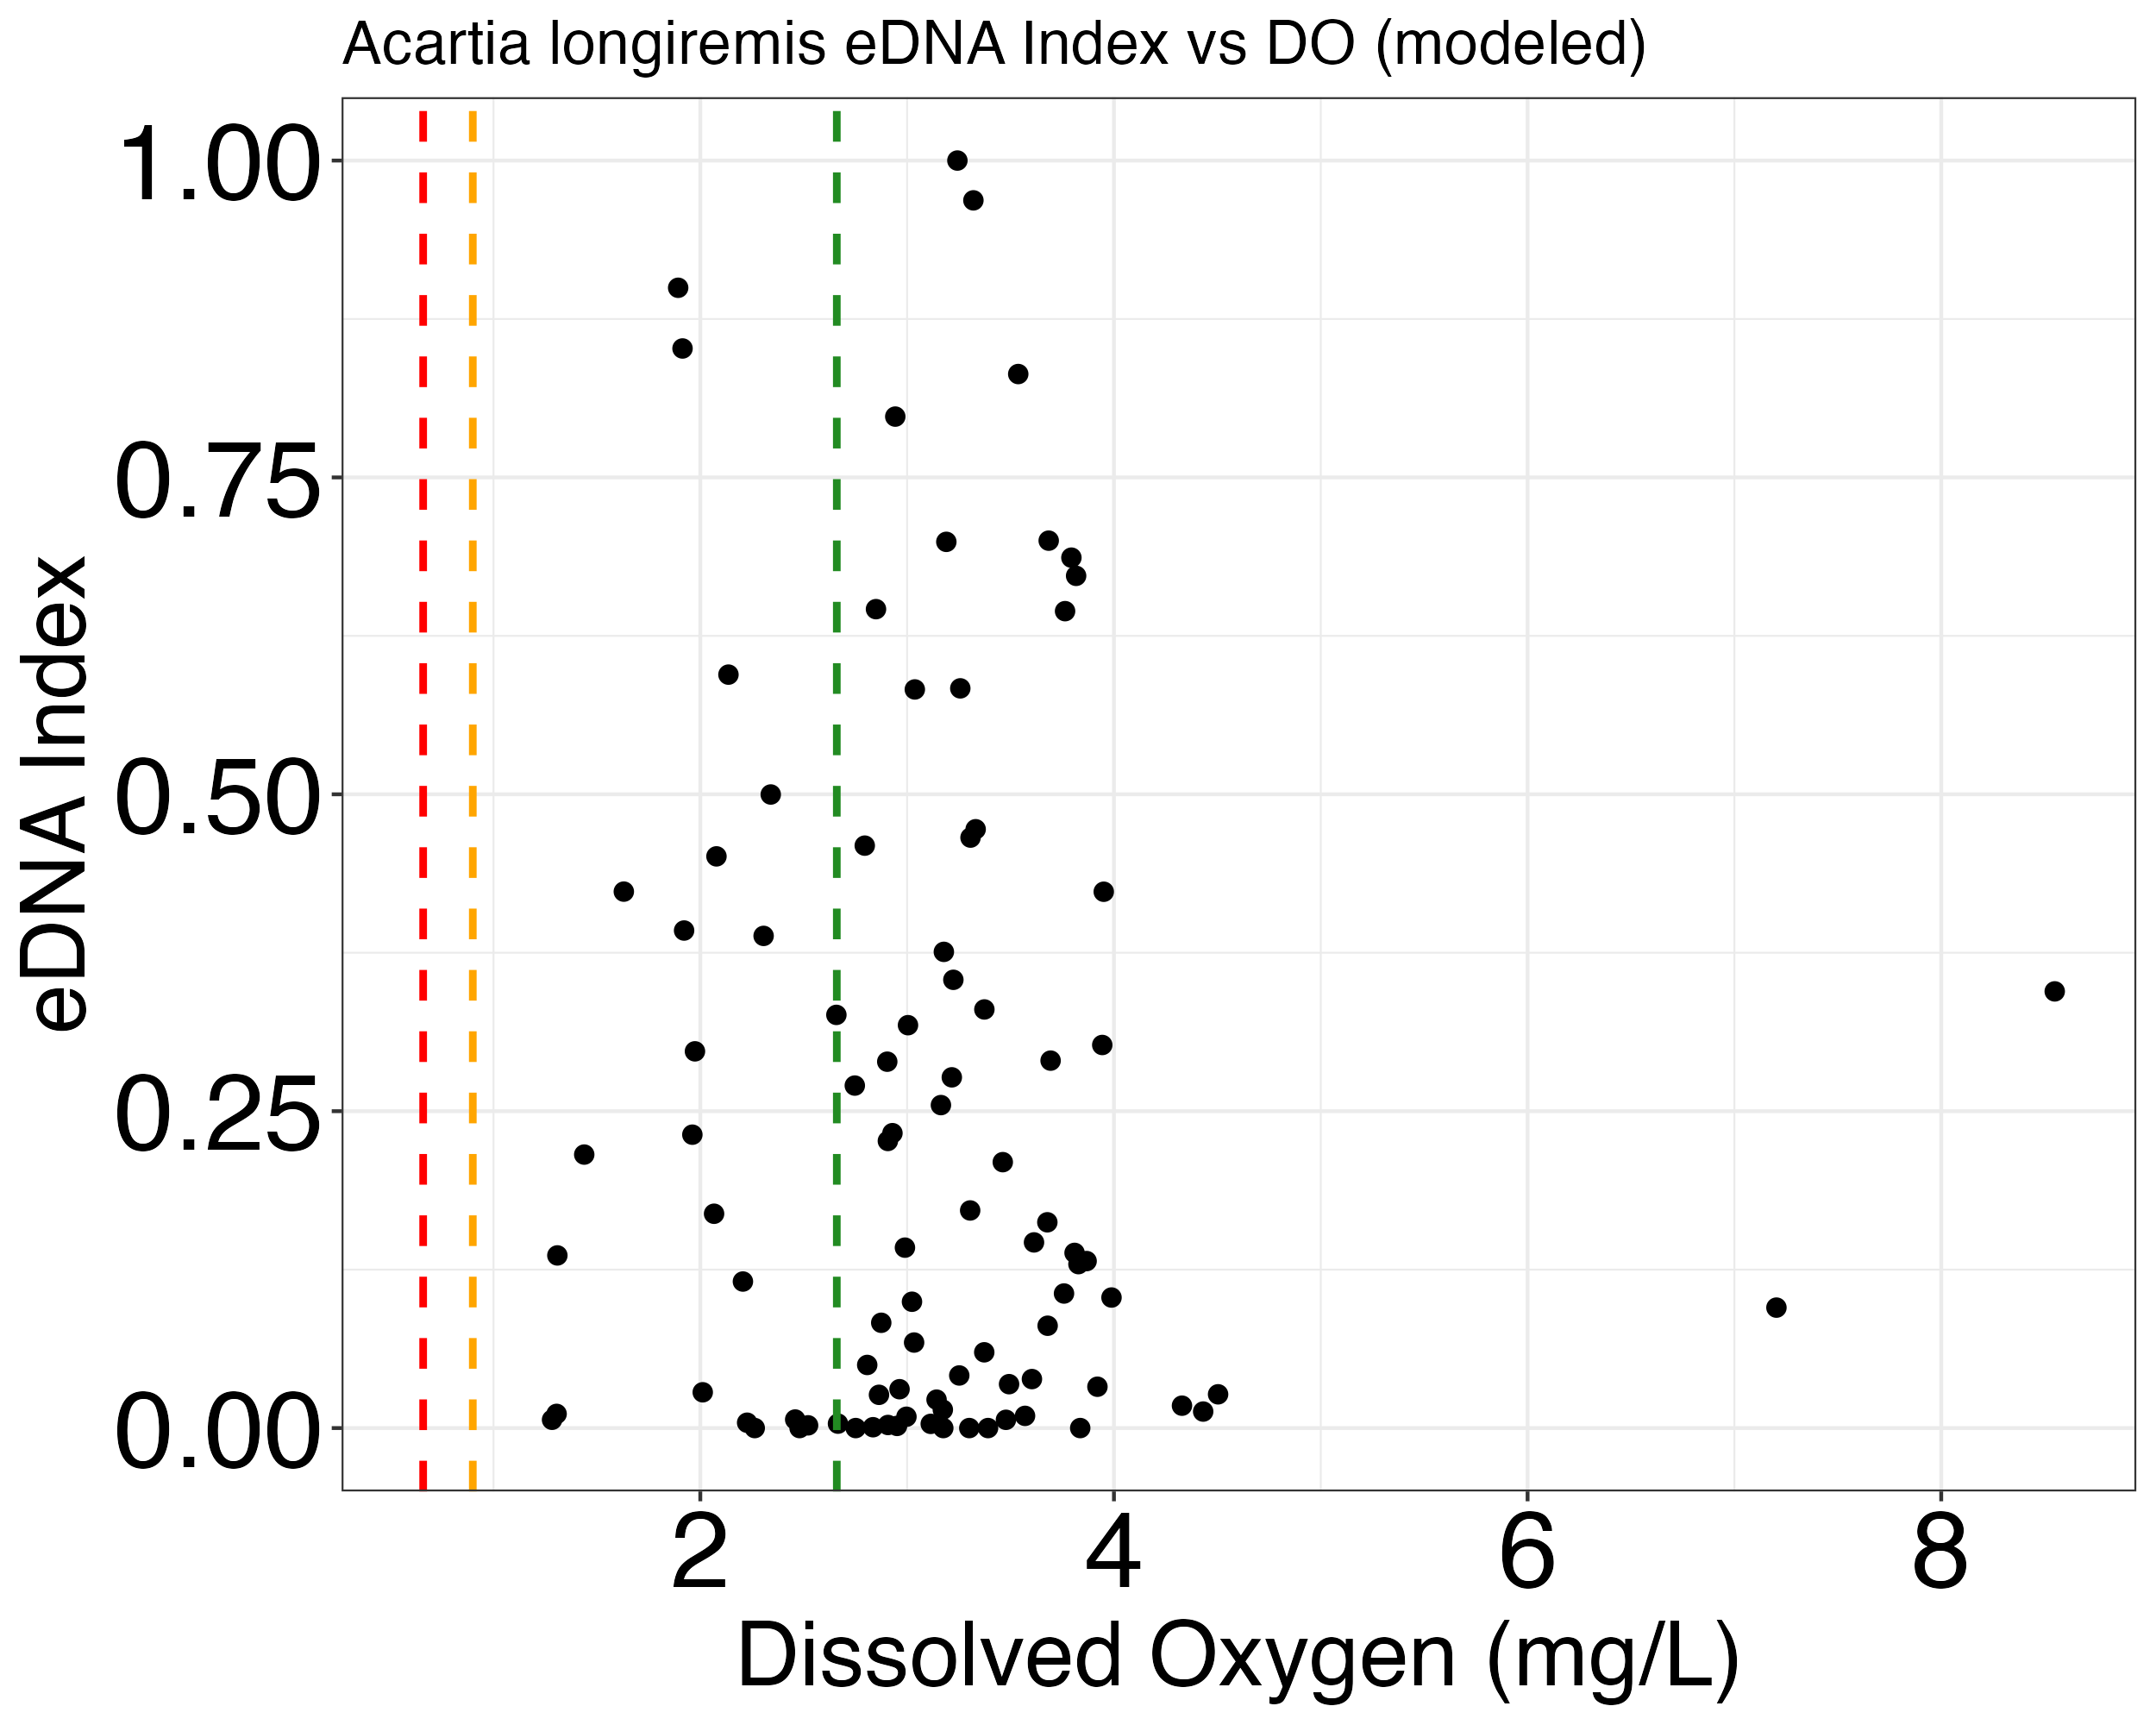 Acartia longiremis eDNA Index vs DO (modeled)
eDNA Index
1.00
0.75
0.50
0.25
0.00
2 4 6 8
Dissolved Oxygen (mg/L)